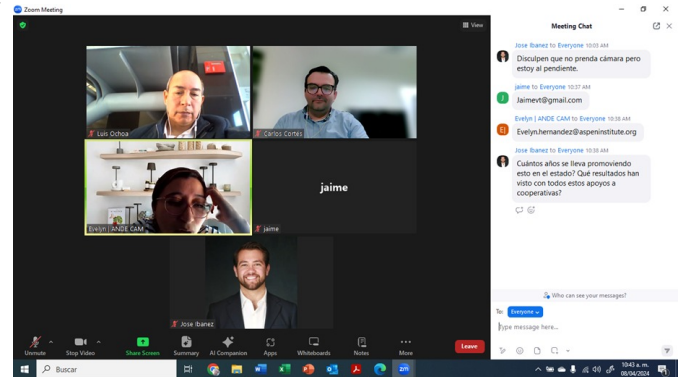 Zoom Meeting
View
Luis Ochoa
Carlos Cortes
Evelyn | ANDE CAM
jaime
jaime
Jose Ibanez
Meeting Chat
Jose Ibanez to Everyone 10:03 AM
Disculpen que no prenda cámara pero
estoy al pendiente.
jaime to Everyone 10:37 AM
J
Jaimevt@gmail.com
Evelyn | ANDE CAM to Everyone 10:38 AM
E|
Evelyn.hernandez@aspeninstitute.org
Jose Ibanez to Everyone 10:38 AM
Cuántos años se lleva promoviendo
esto en el estado? Qué resultados han
visto con todos estos apoyos a
cooperativas?
Who can see your messages?
To: Everyone
Type message here...
Unmute
Stop Video
Share Screen
Summary
AI Companion
Apps
Whiteboards
Notes
More
Leave
Buscar
10:43 a. m.
08/04/2024